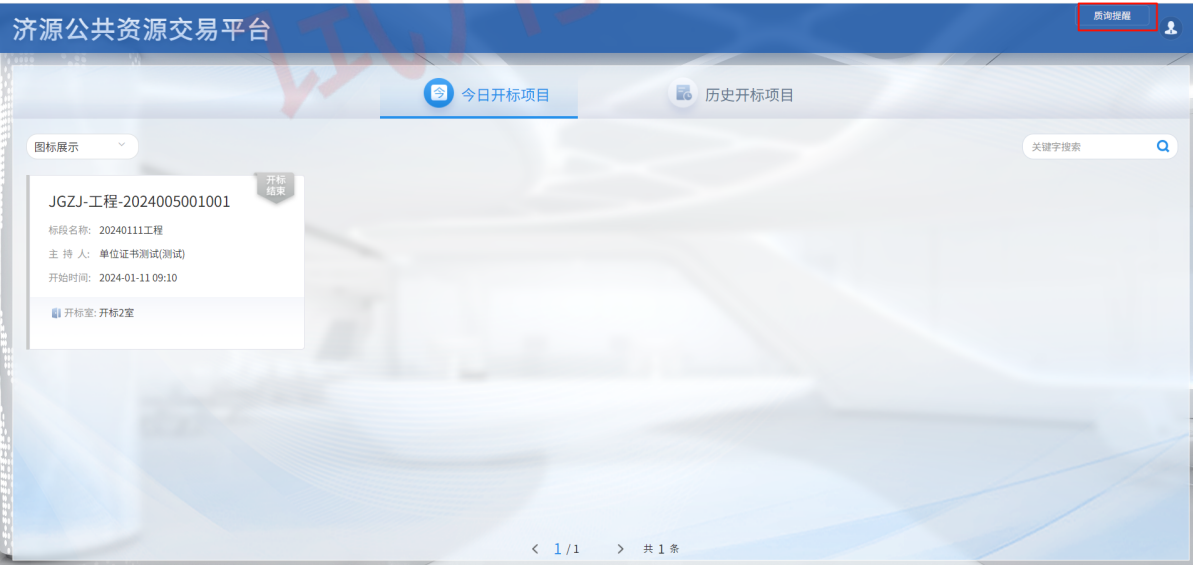 济源公共资源交易平台
质询提醒
今
今日开标项目
历史开标项目
图标展示
关键字搜索
开标
结束
JGZJ-工程-2024005001001
标段名称: 20240111工程
主 持 人: 单位证书测试(测试)
开始时间: 2024-01-11 09:10
开标室: 开标2室
1 / 1
共 1 条